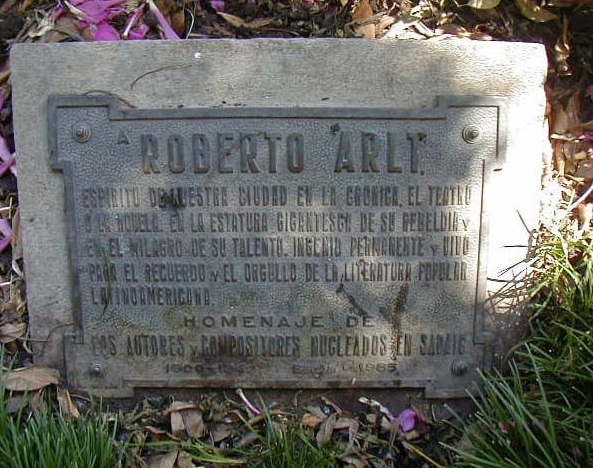 A
ROBERTO ARLT,
ESPIRITU DE NUESTRA CIUDAD EN LA CRONICA, EL TEATRO
O LA NOVELA. EN LA ESTATURA GIGANTESCA DE SU REBELDIA Y
EN EL MILAGRO DE SU TALENTO. INGENIO PERMANENTE Y VIVO
PARA EL RECUERDO Y EL ORGULLO DE LA LITERATURA POPULAR
LATINOAMERICANA.
HOMENAJE DE
LOS AUTORES Y COMPOSITORES NUCLEADOS EN SADAIC
1985